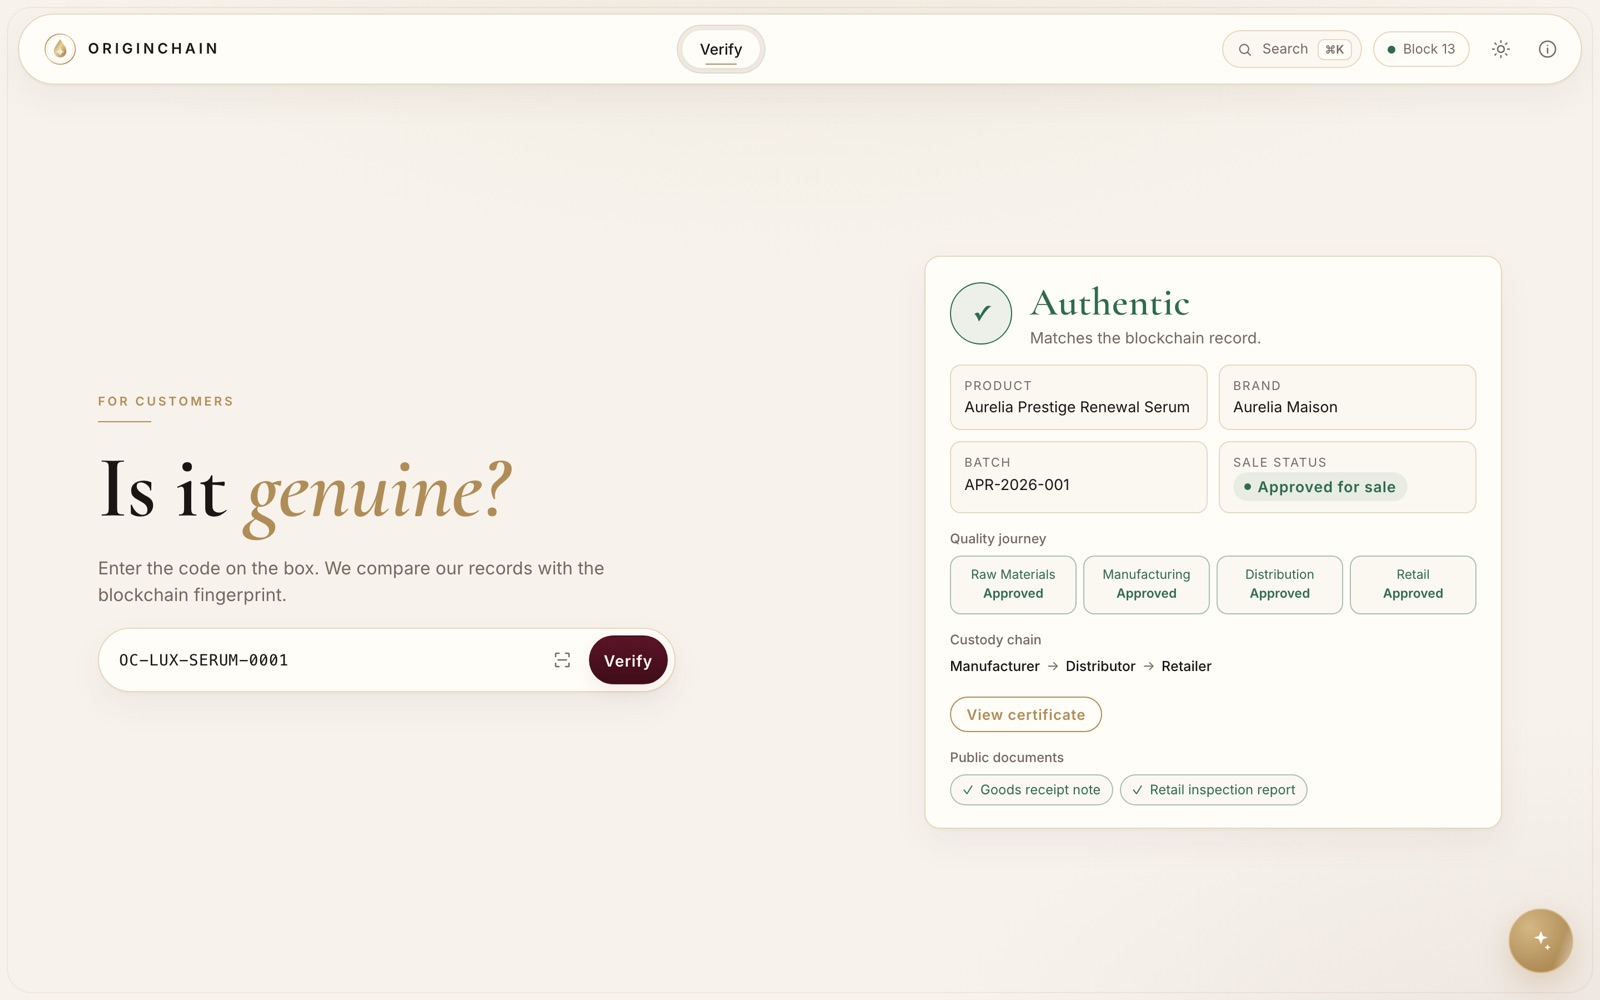 ORIGINCHAIN
Verify
Search ⌘K
Block 13
FOR CUSTOMERS
Is it genuine?
Enter the code on the box. We compare our records with the
blockchain fingerprint.
OC-LUX-SERUM-0001
Verify
Authentic
Matches the blockchain record.
PRODUCT
Aurelia Prestige Renewal Serum
BRAND
Aurelia Maison
BATCH
APR-2026-001
SALE STATUS
Approved for sale
Quality journey
Raw Materials
Approved
Manufacturing
Approved
Distribution
Approved
Retail
Approved
Custody chain
Manufacturer → Distributor → Retailer
View certificate
Public documents
✓ Goods receipt note
✓ Retail inspection report